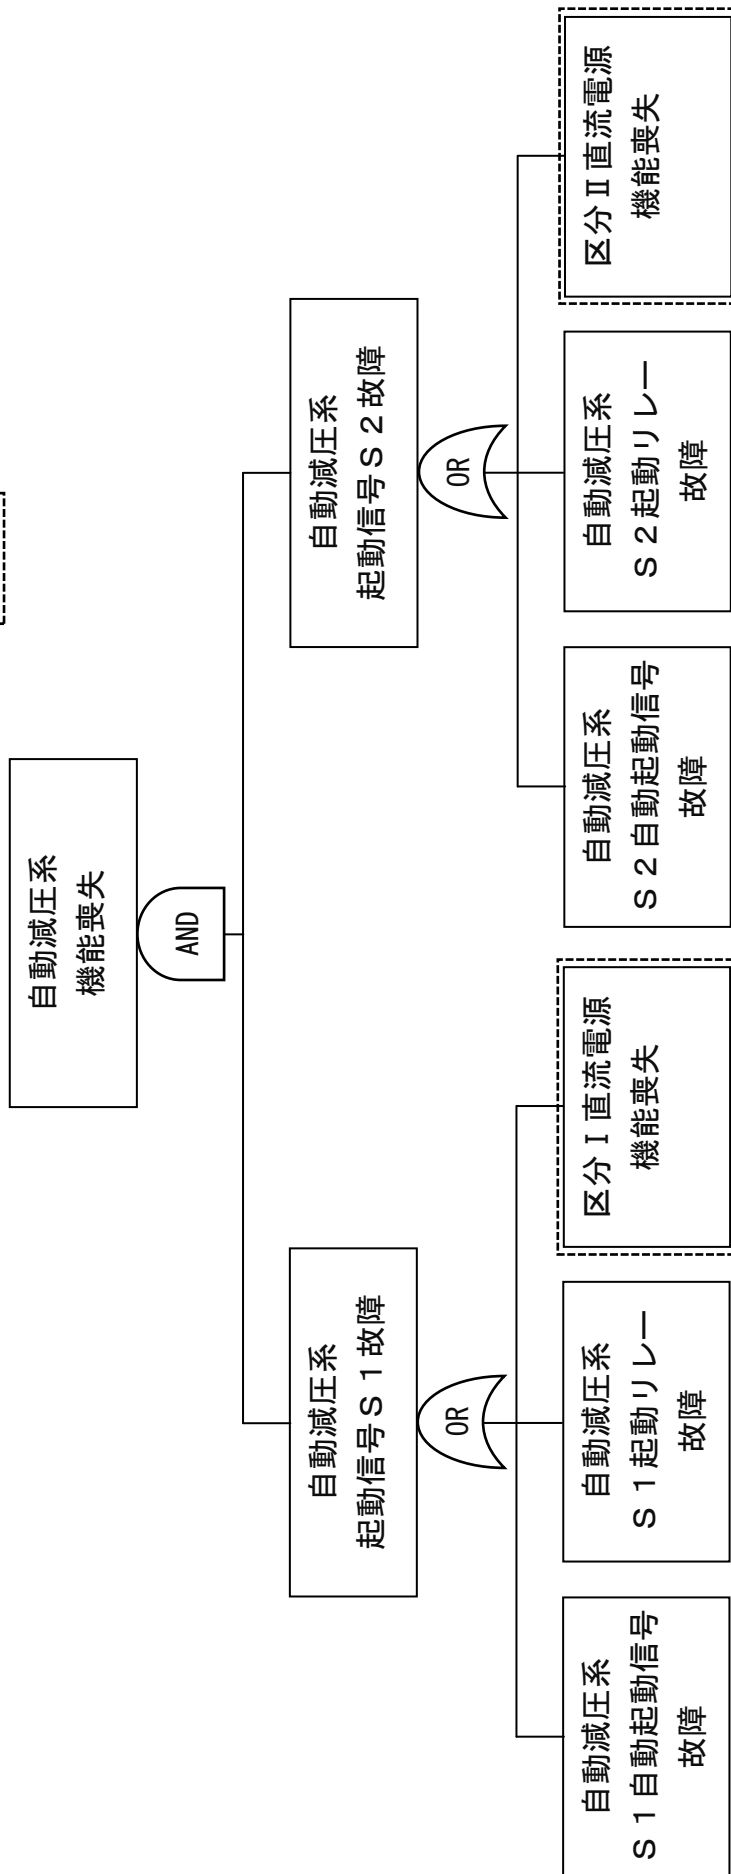 自動減圧系
機能喪失
AND
自動減圧系
起動信号Ｓ１故障
OR
自動減圧系
起動信号Ｓ２故障
OR
自動減圧系
Ｓ１自動起動信号
故障
自動減圧系
Ｓ１起動リレー
故障
区分Ⅰ直流電源
機能喪失
自動減圧系
Ｓ２自動起動信号
故障
自動減圧系
Ｓ２起動リレー
故障
区分Ⅱ直流電源
機能喪失